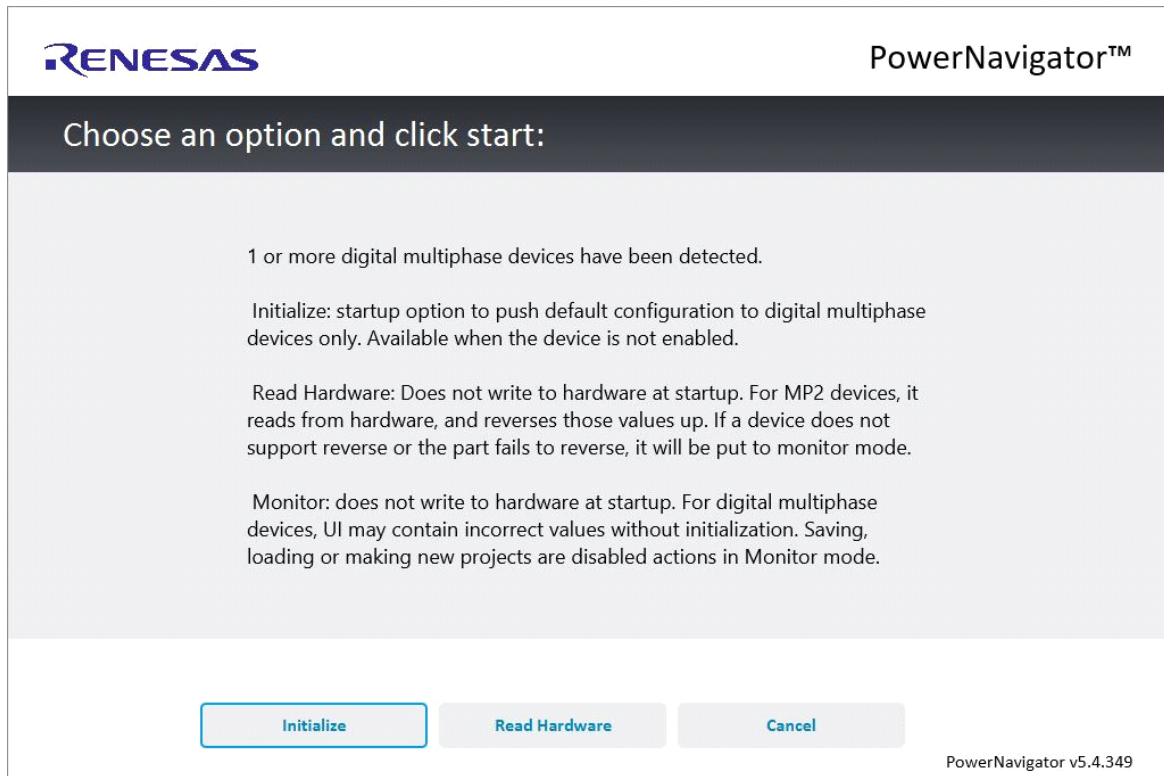 RENESAS
PowerNavigator™
Choose an option and click start:
1 or more digital multiphase devices have been detected.
Initialize: startup option to push default configuration to digital multiphase
devices only. Available when the device is not enabled.
Read Hardware: Does not write to hardware at startup. For MP2 devices, it
reads from hardware, and reverses those values up. If a device does not
support reverse or the part fails to reverse, it will be put to monitor mode.
Monitor: does not write to hardware at startup. For digital multiphase
devices, UI may contain incorrect values without initialization. Saving,
loading or making new projects are disabled actions in Monitor mode.
Initialize
Read Hardware
Cancel
PowerNavigator v5.4.349